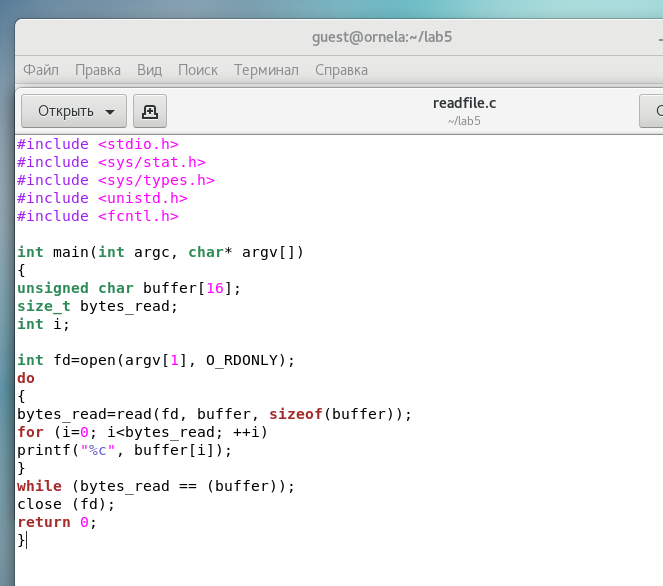 guest@ornela:~/lab5
Файл Правка Вид Поиск Терминал Справка
Открыть
readfile.c
~/lab5
#include <stdio.h>
#include <sys/stat.h>
#include <sys/types.h>
#include <unistd.h>
#include <fcntl.h>
int main(int argc, char* argv[])
{
unsigned char buffer[16];
size_t bytes_read;
int i;
int fd=open(argv[1], O_RDONLY);
do
{
bytes_read=read(fd, buffer, sizeof(buffer));
for (i=0; i<bytes_read; ++i)
printf("%c", buffer[i]);
}
while (bytes_read == (buffer));
close (fd);
return 0;
}